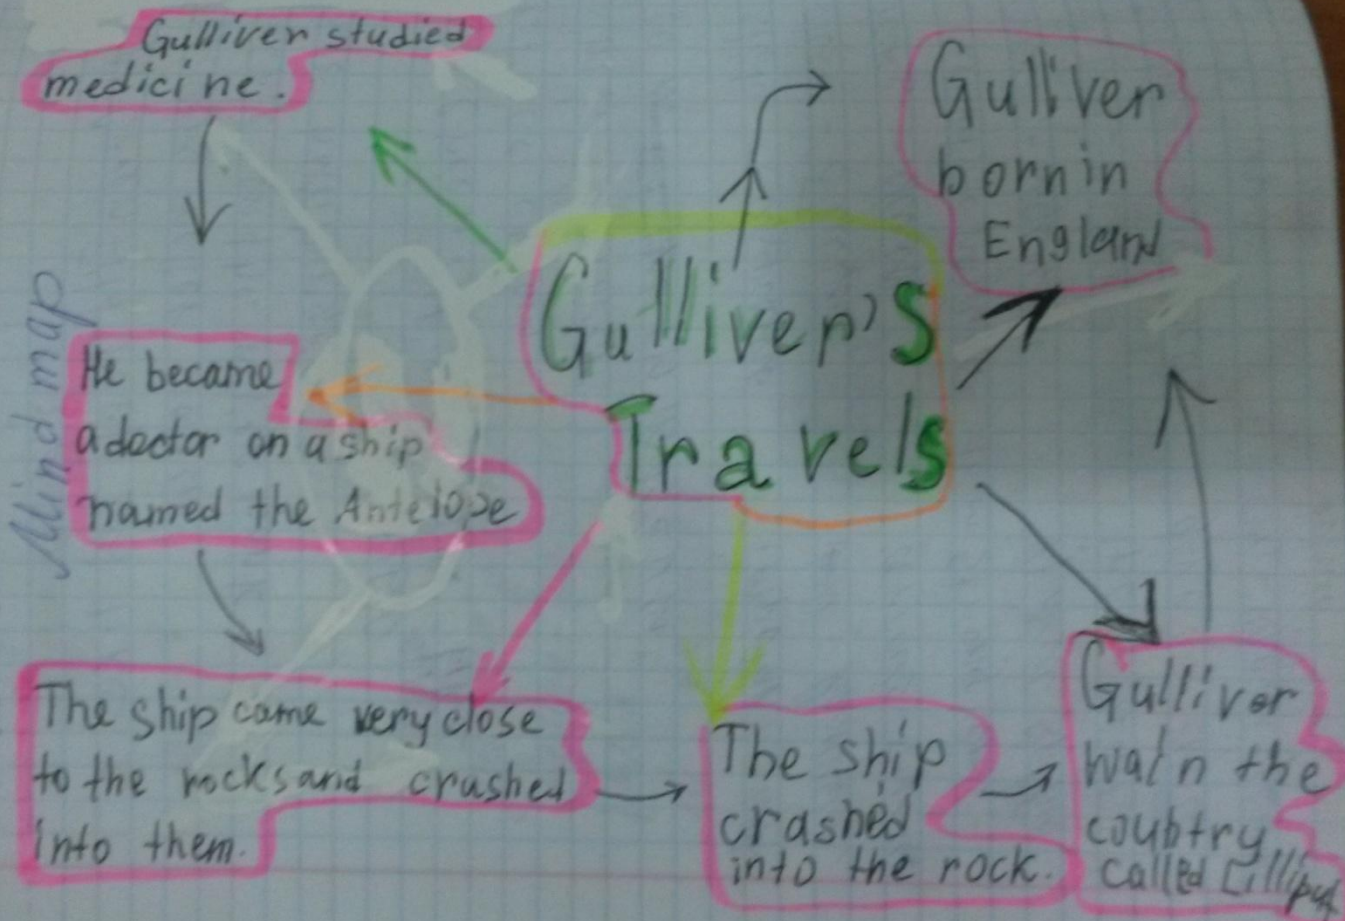 Gulliver studied
medicine.
Gulliver
born in
England
Mind map
Gulliver's
Travels
He became
a doctor on a ship
named the Antelope
The ship came very close
to the rocks and crushed
into them.
The ship
crashed
into the rock.
Gulliver
the
coubtry
called Lilliput